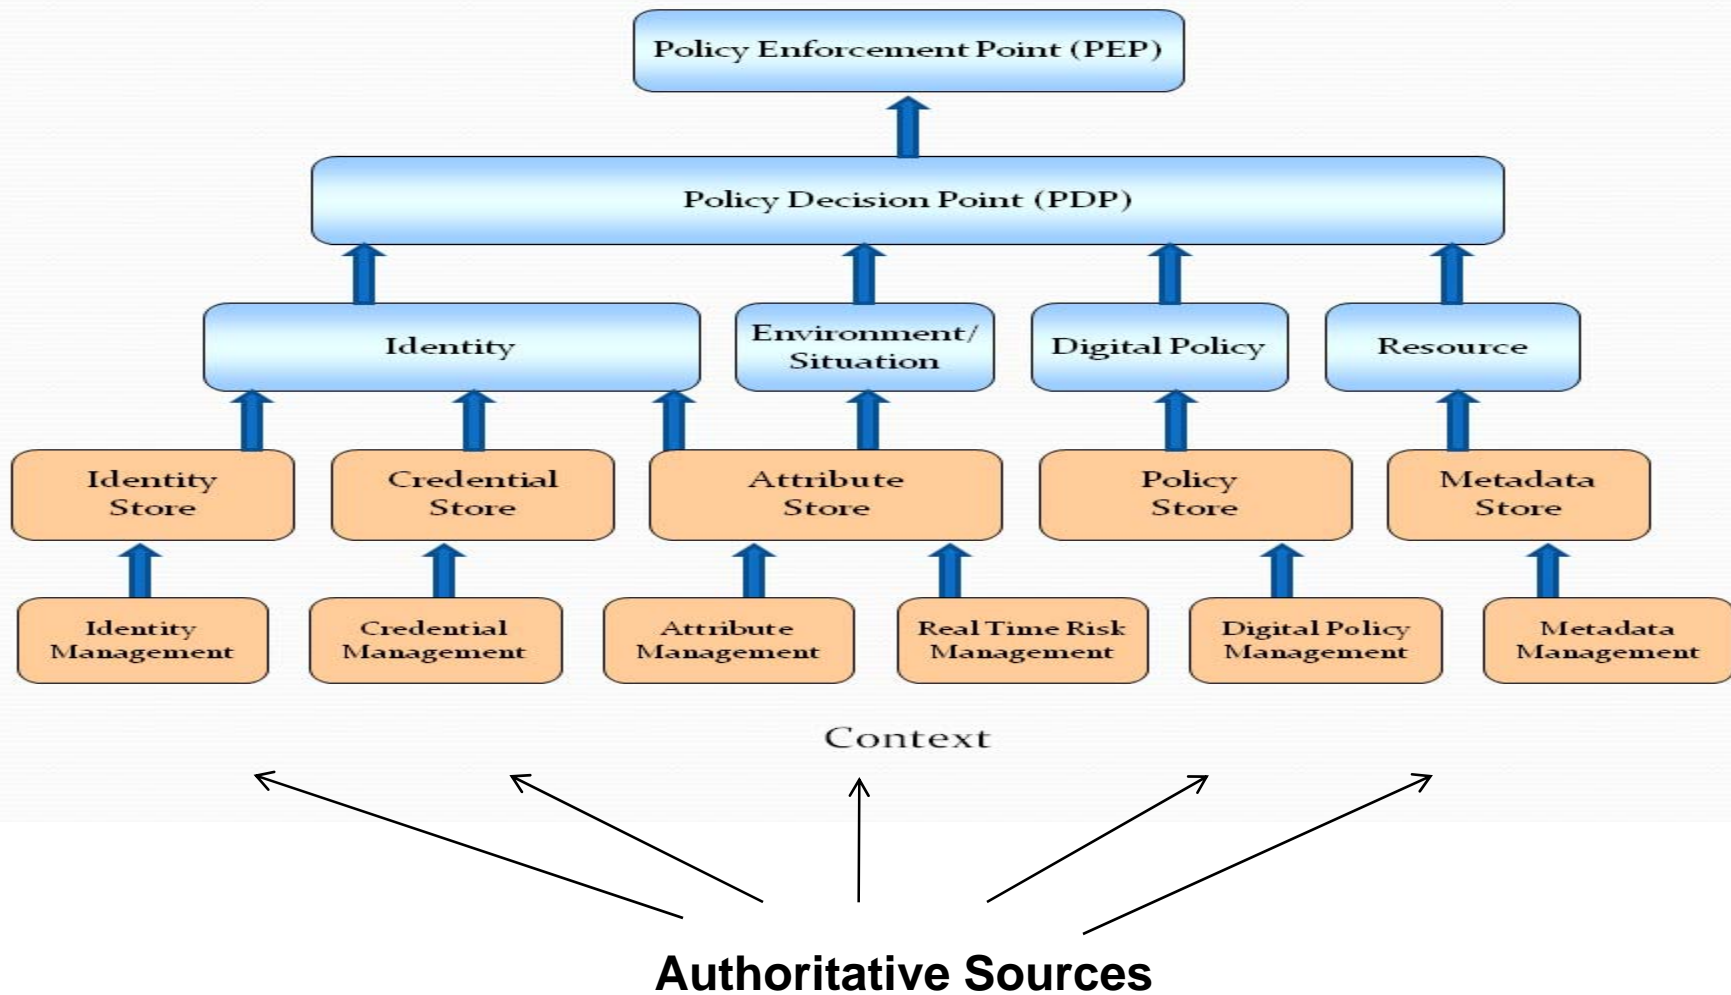 Policy Enforcement Point (PEP)
Policy Decision Point (PDP)
Identity
Environment/
Situation
Digital Policy
Resource
Identity
Store
Credential
Store
Attribute
Store
Policy
Store
Metadata
Store
Identity
Management
Credential
Management
Attribute
Management
Real Time Risk
Management
Digital Policy
Management
Metadata
Management
Context
Authoritative Sources